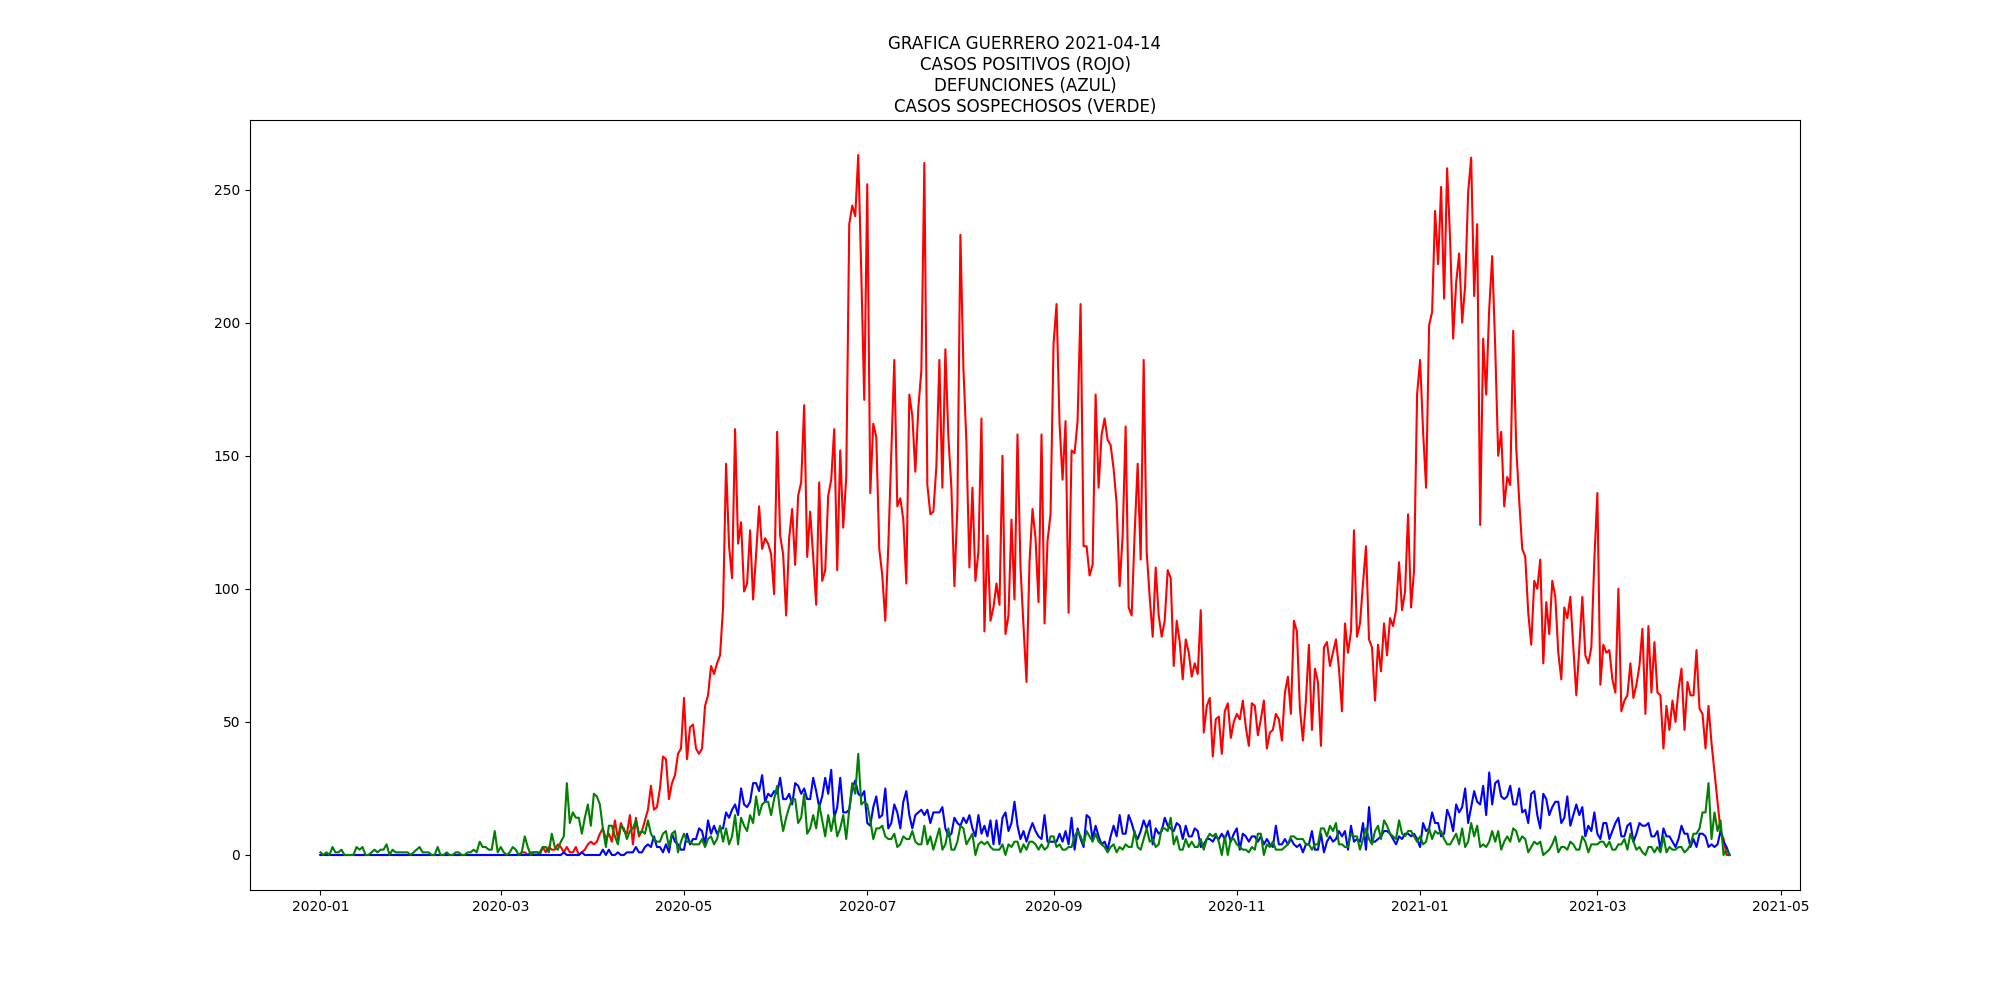 GRAFICA GUERRERO 2021-04-14
CASOS POSITIVOS (ROJO)
DEFUNCIONES (AZUL)
CASOS SOSPECHOSOS (VERDE)
250
200
150
100
50
0
2020-01 2020-03 2020-05 2020-07 2020-09 2020-11 2021-01 2021-03 2021-05